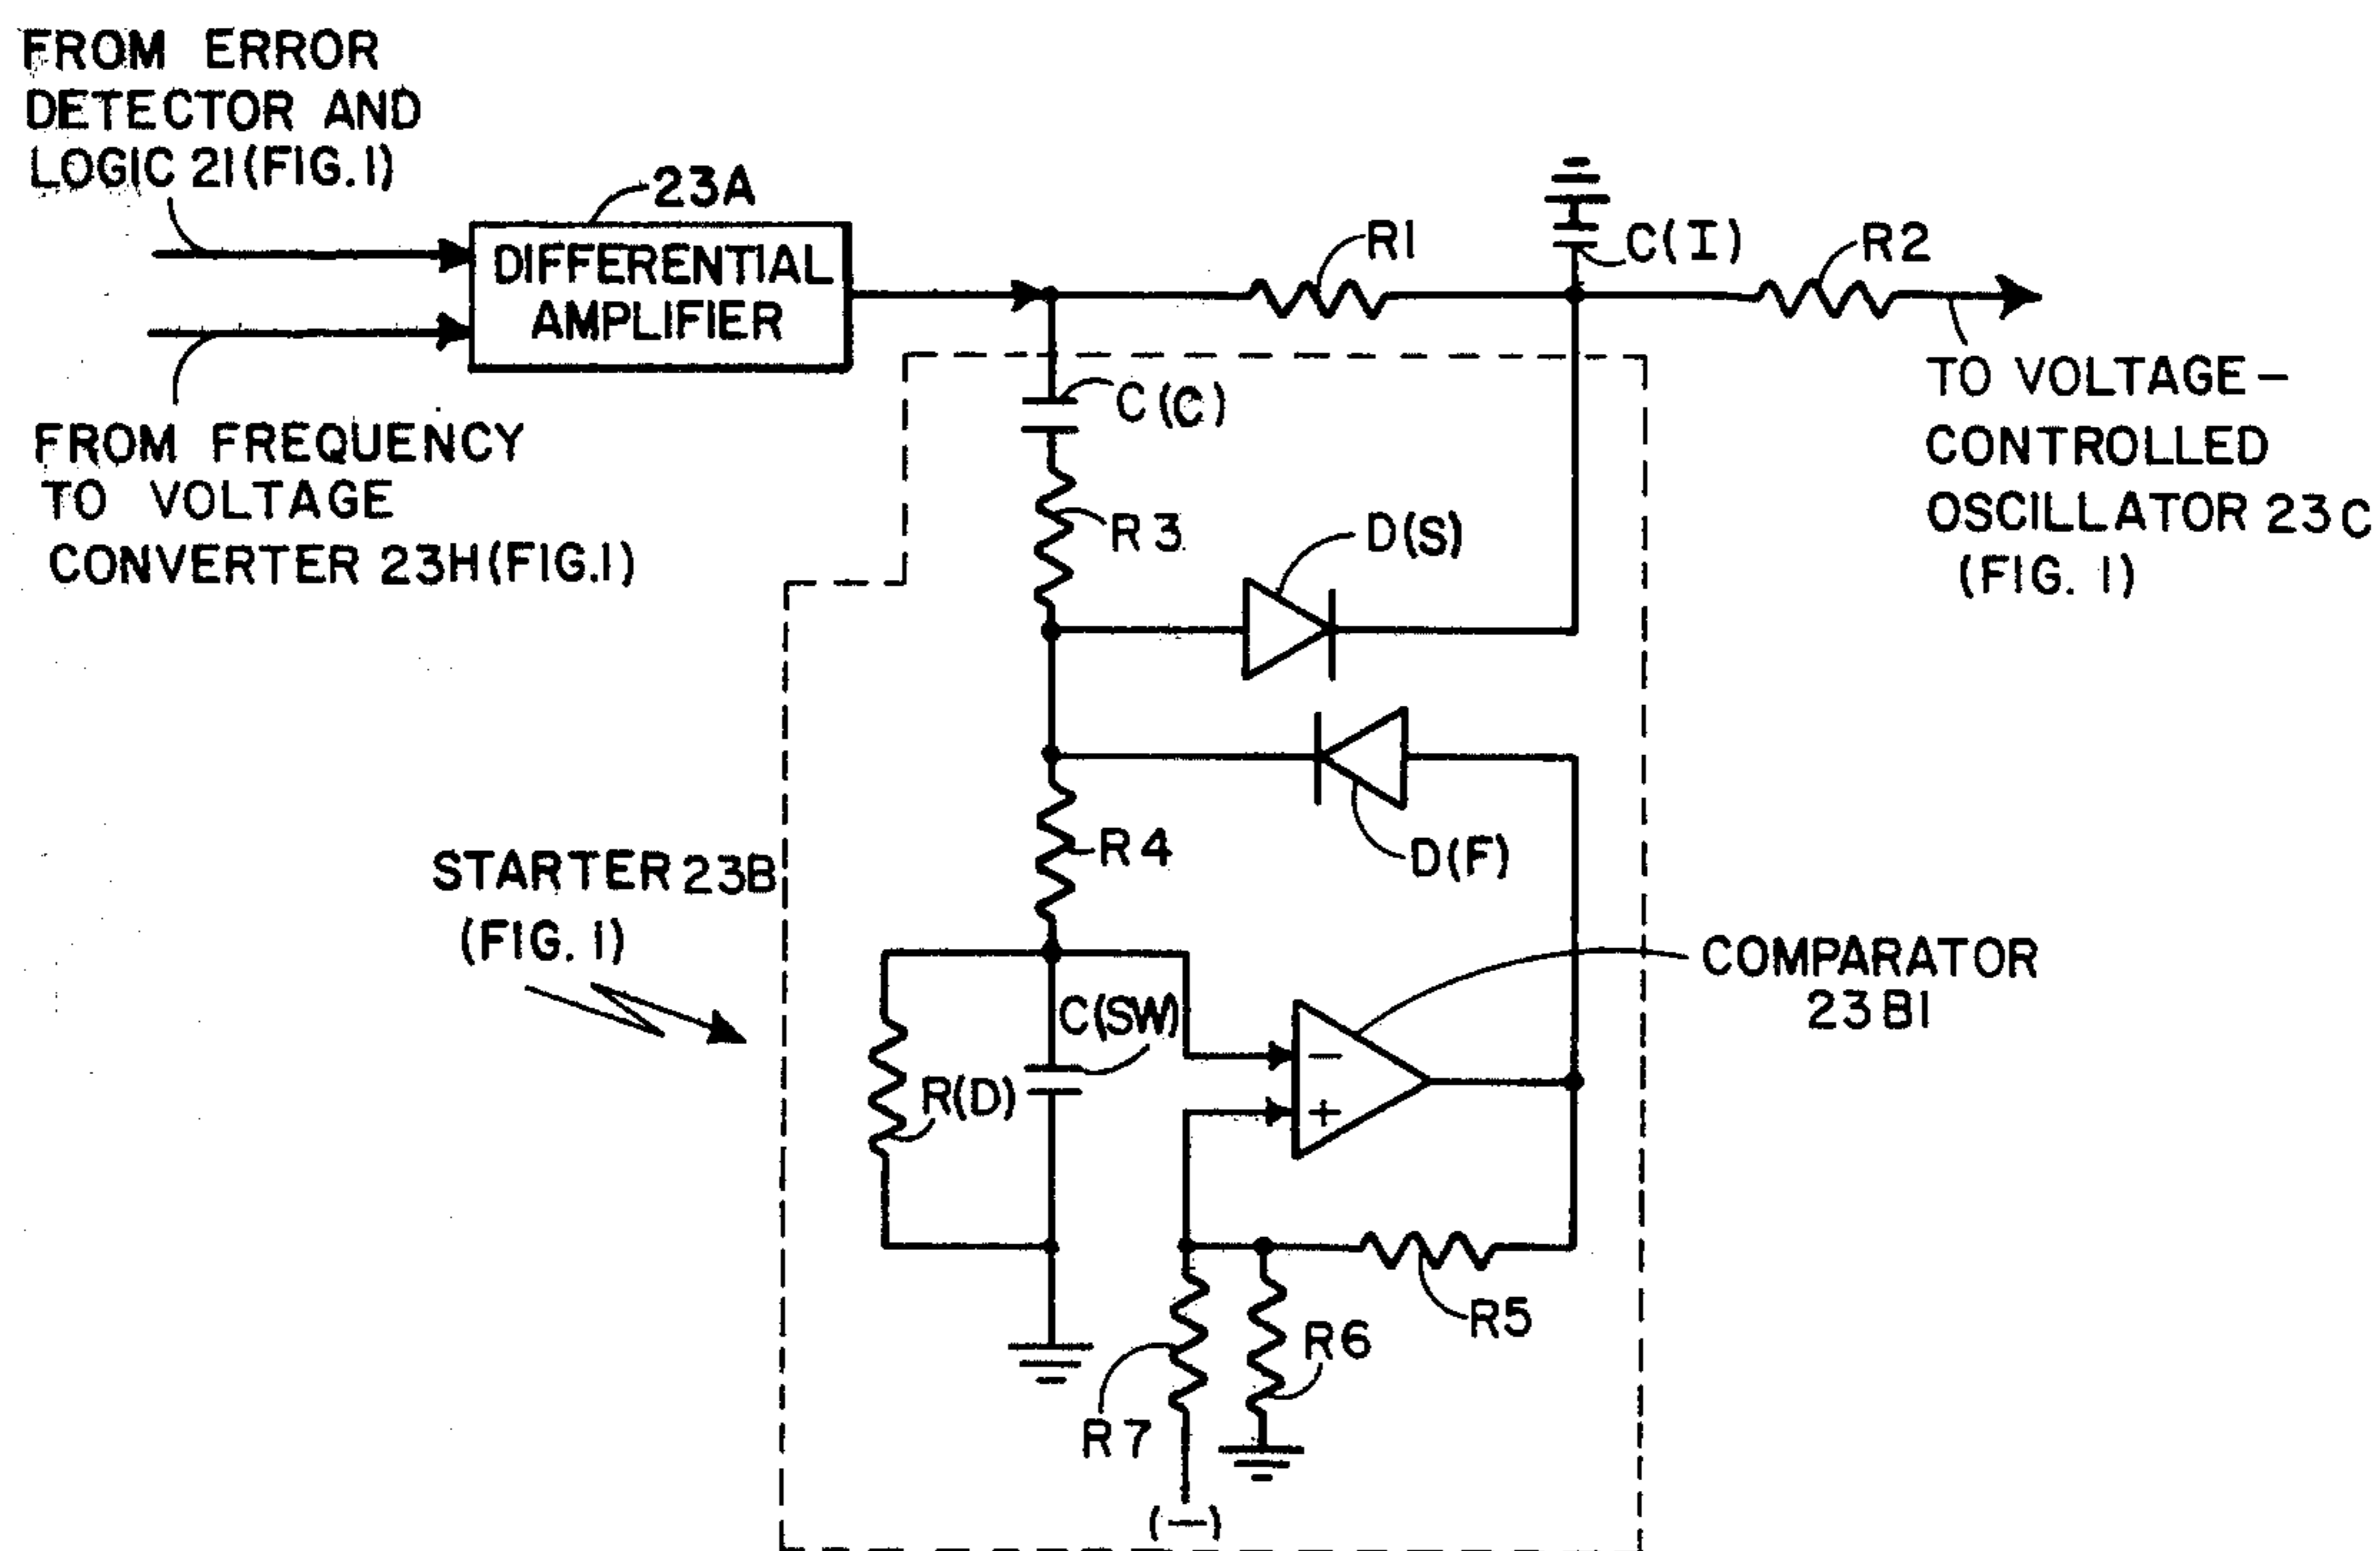 FROM ERROR
DETECTOR AND
LOGIC 21 (FIG. 1)
23A
DIFFERENTIAL
AMPLIFIER
R1
C(I)
R2
FROM FREQUENCY
TO VOLTAGE
CONVERTER 23H (FIG. 1)
C(C)
TO VOLTAGE-
CONTROLLED
OSCILLATOR 23C
(FIG. 1)
R3
D(S)
R4
D(F)
STARTER 23B
(FIG. 1)
C(SW)
COMPARATOR
23B1
R(D)
−
+
R5
R6
R7
(−)